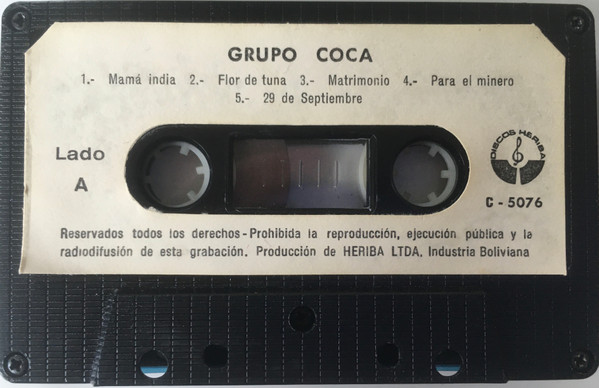 GRUPO COCA
1.- Mamá india 2.- Flor de tuna 3.- Matrimonio 4.- Para el minero
5.- 29 de Septiembre
Lado
A
DISCOS HERIBA
C - 5076
Reservados todos los derechos - Prohibida la reproducción, ejecución pública y la
radiodifusión de esta grabación. Producción de HERIBA LTDA. Industria Boliviana